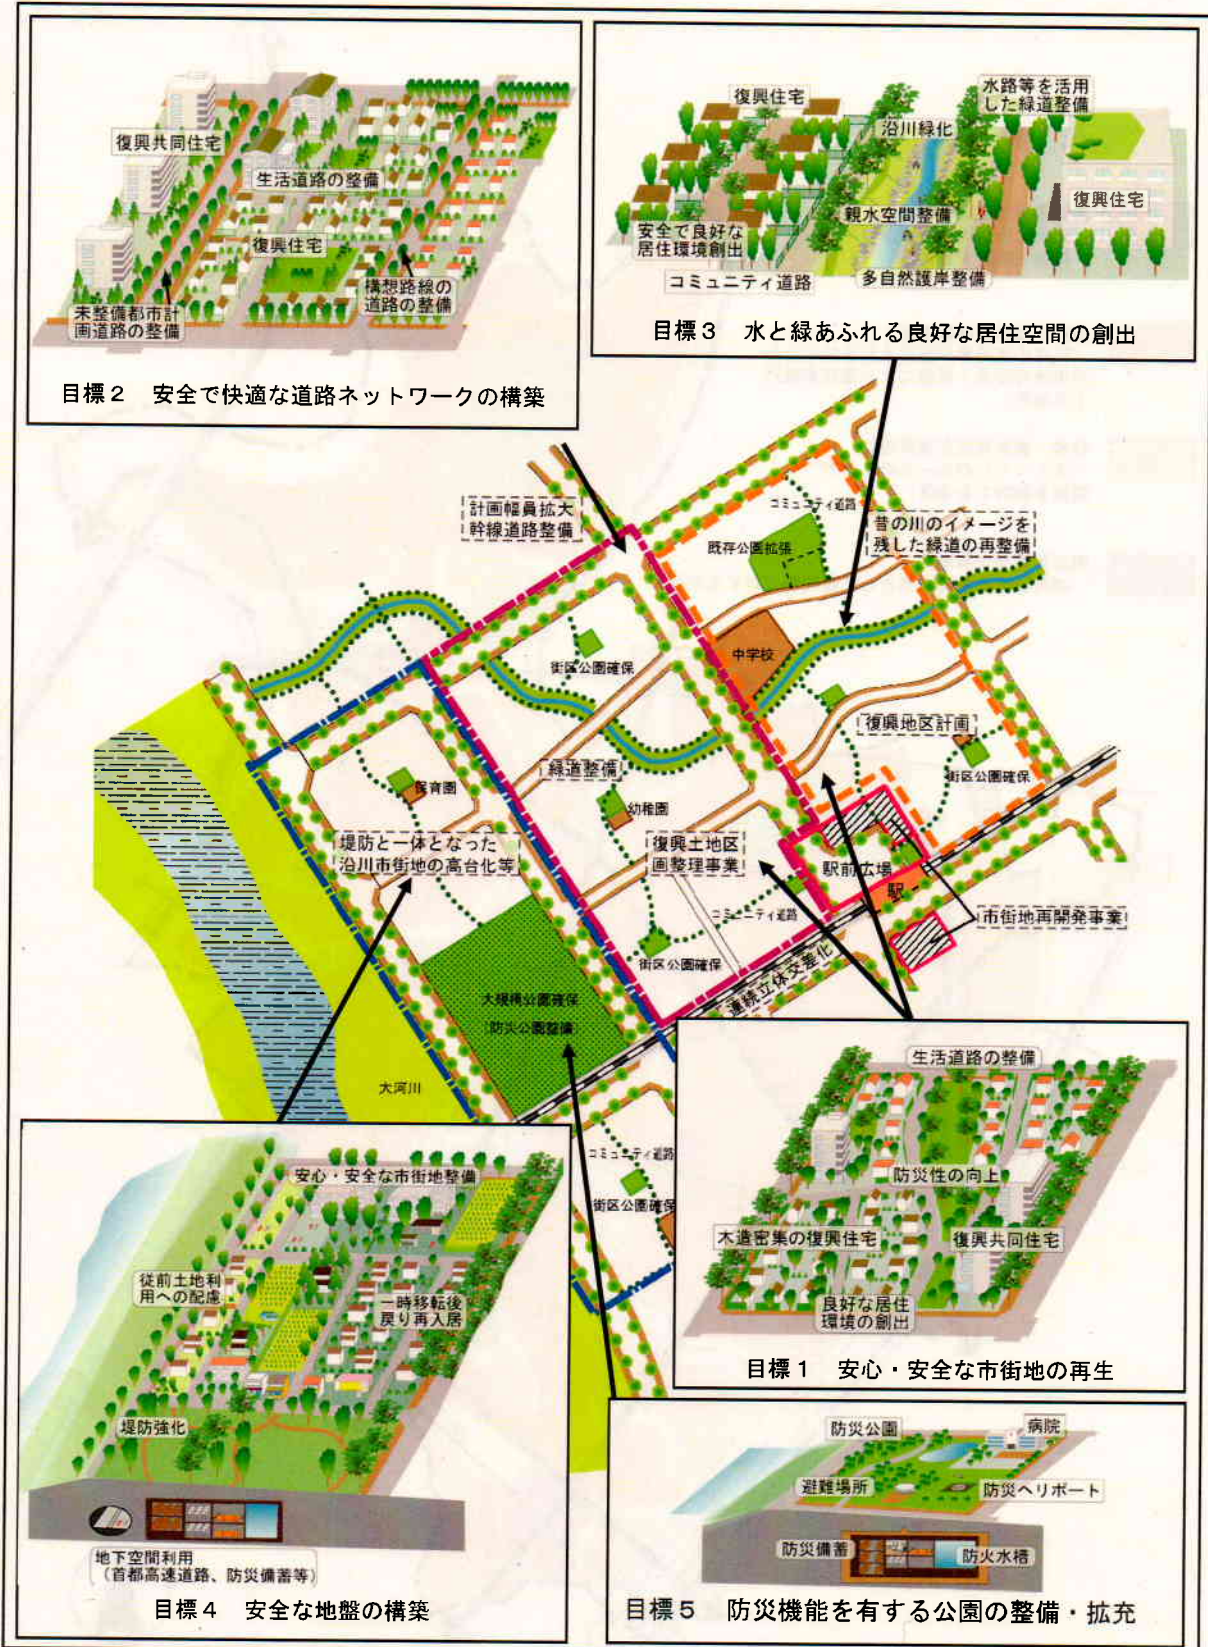 復興共同住宅
生活道路の整備
復興住宅
構想路線の
道路の整備
未整備都市計
画道路の整備
目標2 安全で快適な道路ネットワークの構築
復興住宅
水路等を活用
した緑道整備
沿川緑化
復興住宅
親水空間整備
安全で良好な
居住環境創出
コミュニティ道路
多自然護岸整備
目標3 水と緑あふれる良好な居住空間の創出
計画幅員拡大
幹線道路整備
コミュニティ道路
既存公園拡張
昔の川のイメージを
残した緑道の再整備
中学校
街区公園確保
復興地区計画
街区公園確保
緑道整備
保育園
幼稚園
堤防と一体となった
沿川市街地の高台化等
復興土地区
画整理事業
駅前広場
駅
市街地再開発事業
コミュニティ道路
街区公園確保
連続立体交差化
大規模公園確保
(防災公園整備)
大河川
コミュニティ道路
街区公園確保
生活道路の整備
防災性の向上
木造密集の復興住宅
復興共同住宅
良好な居住
環境の創出
目標1 安心・安全な市街地の再生
安心・安全な市街地整備
従前土地利
用への配慮
一時移転後
戻り再入居
堤防強化
地下空間利用
(首都高速道路、防災備蓄等)
目標4 安全な地盤の構築
防災公園
病院
避難場所
防災ヘリポート
防災備蓄
防火水槽
目標5 防災機能を有する公園の整備・拡充